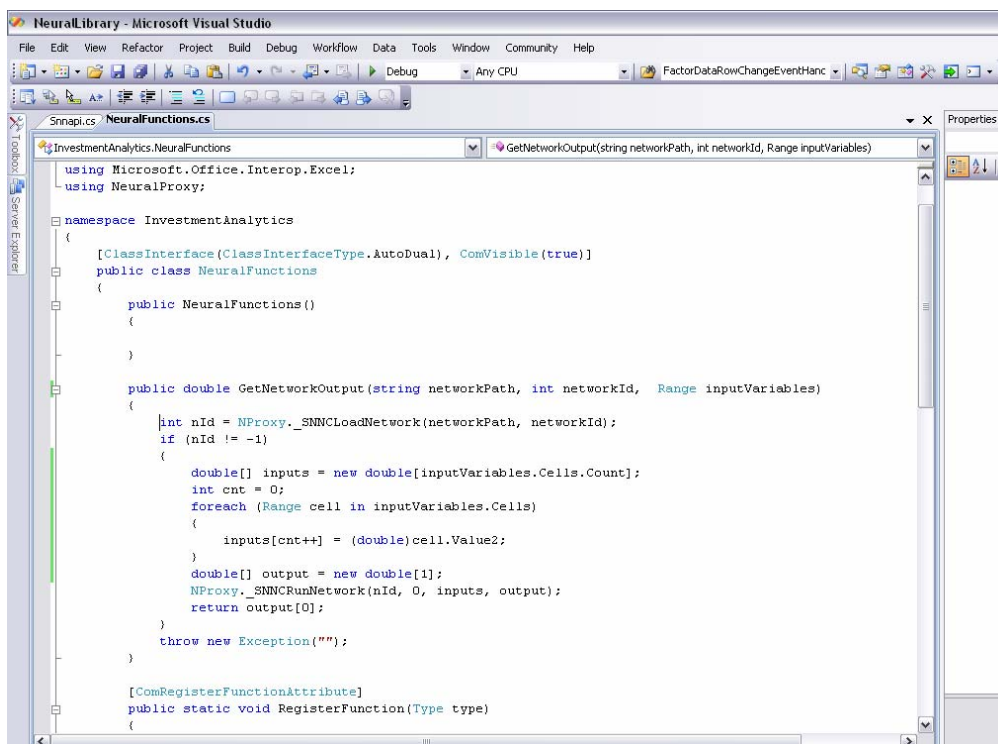 NeuralLibrary - Microsoft Visual Studio
File Edit View Refactor Project Build Debug Workflow Data Tools Window Community Help
Debug Any CPU FactorDataRowChangeEventHanc
Snnapi.cs NeuralFunctions.cs
Properties
Toolbox
Server Explorer
InvestmentAnalytics.NeuralFunctions GetNetworkOutput(string networkPath, int networkId, Range inputVariables)
using Microsoft.Office.Interop.Excel;
using NeuralProxy;
namespace InvestmentAnalytics
{
[ClassInterface(ClassInterfaceType.AutoDual), ComVisible(true)]
public class NeuralFunctions
{
public NeuralFunctions()
{
}
public double GetNetworkOutput(string networkPath, int networkId, Range inputVariables)
{
int nId = NProxy._SNNCLoadNetwork(networkPath, networkId);
if (nId != -1)
{
double[] inputs = new double[inputVariables.Cells.Count];
int cnt = 0;
foreach (Range cell in inputVariables.Cells)
{
inputs[cnt++] = (double)cell.Value2;
}
double[] output = new double[1];
NProxy._SNNCRunNetwork(nId, 0, inputs, output);
return output[0];
}
throw new Exception("");
}
[ComRegisterFunctionAttribute]
public static void RegisterFunction(Type type)
{